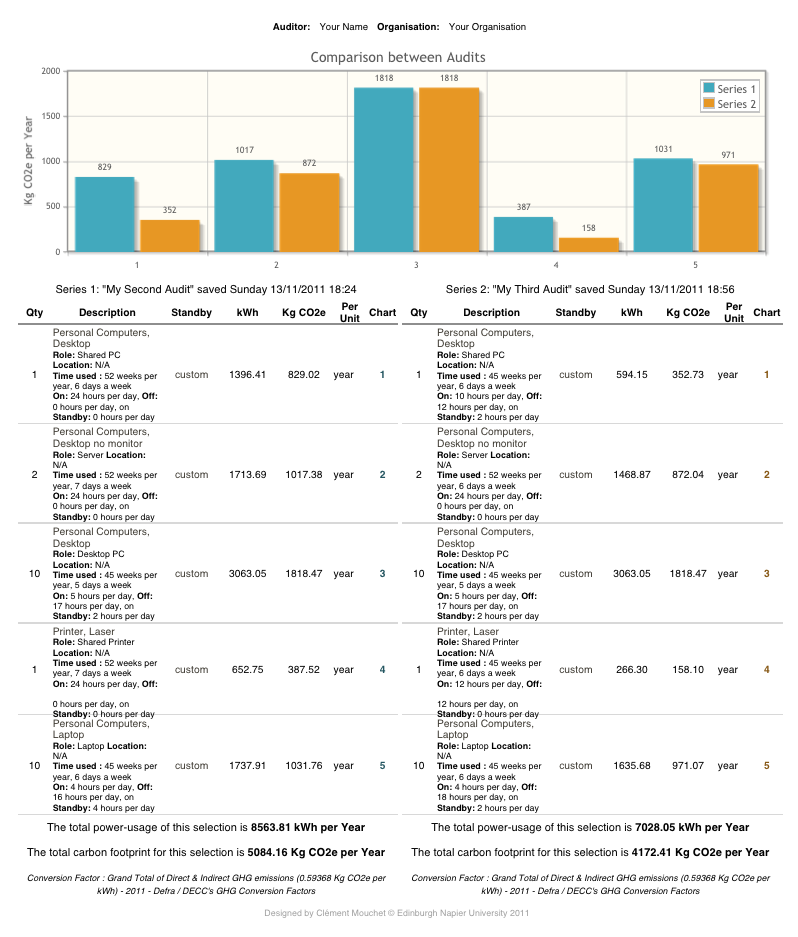 Auditor: Your Name Organisation: Your Organisation
Comparison between Audits
Kg CO2e per Year
2000
1500
1000
500
0
829
352
1017
872
1818
1818
387
158
1031
971
Series 1
Series 2
1
2
3
4
5
Series 1: "My Second Audit" saved Sunday 13/11/2011 18:24
Qty Description Standby kWh Kg CO2e Per Unit Chart
Personal Computers,
Desktop
Role: Shared PC
Location: N/A
Time used : 52 weeks per
1 custom 1396.41 829.02 year 1
year, 6 days a week
On: 24 hours per day, Off:
0 hours per day, on
Standby: 0 hours per day
Personal Computers,
Desktop no monitor
Role: Server Location:
N/A
2 custom 1713.69 1017.38 year 2
Time used : 52 weeks per
year, 7 days a week
On: 24 hours per day, Off:
0 hours per day, on
Standby: 0 hours per day
Personal Computers,
Desktop
Role: Desktop PC
Location: N/A
10 custom 3063.05 1818.47 year 3
Time used : 45 weeks per
year, 5 days a week
On: 5 hours per day, Off:
17 hours per day, on
Standby: 2 hours per day
Printer, Laser
Role: Shared Printer
Location: N/A
Time used : 52 weeks per
1 custom 652.75 387.52 year 4
year, 7 days a week
On: 24 hours per day, Off:
0 hours per day, on
Standby: 0 hours per day
Personal Computers,
Laptop
Role: Laptop Location:
N/A
10 custom 1737.91 1031.76 year 5
Time used : 45 weeks per
year, 6 days a week
On: 4 hours per day, Off:
16 hours per day, on
Standby: 4 hours per day
The total power-usage of this selection is 8563.81 kWh per Year
The total carbon footprint for this selection is 5084.16 Kg CO2e per Year
Conversion Factor : Grand Total of Direct & Indirect GHG emissions (0.59368 Kg CO2e per
kWh) - 2011 - Defra / DECC's GHG Conversion Factors
Series 2: "My Third Audit" saved Sunday 13/11/2011 18:56
Qty Description Standby kWh Kg CO2e Per Unit Chart
Personal Computers,
Desktop
Role: Shared PC
Location: N/A
1 custom 594.15 352.73 year 1
Time used : 45 weeks per
year, 6 days a week
On: 10 hours per day, Off:
12 hours per day, on
Standby: 2 hours per day
Personal Computers,
Desktop no monitor
Role: Server Location:
N/A
2 custom 1468.87 872.04 year 2
Time used : 52 weeks per
year, 6 days a week
On: 24 hours per day, Off:
0 hours per day, on
Standby: 0 hours per day
Personal Computers,
Desktop
Role: Desktop PC
Location: N/A
10 custom 3063.05 1818.47 year 3
Time used : 45 weeks per
year, 5 days a week
On: 5 hours per day, Off:
17 hours per day, on
Standby: 2 hours per day
Printer, Laser
Role: Shared Printer
Location: N/A
Time used : 45 weeks per
1 custom 266.30 158.10 year 4
year, 6 days a week
On: 12 hours per day, Off:
12 hours per day, on
Standby: 0 hours per day
Personal Computers,
Laptop
Role: Laptop Location:
N/A
10 custom 1635.68 971.07 year 5
Time used : 45 weeks per
year, 6 days a week
On: 4 hours per day, Off:
18 hours per day, on
Standby: 2 hours per day
The total power-usage of this selection is 7028.05 kWh per Year
The total carbon footprint for this selection is 4172.41 Kg CO2e per Year
Conversion Factor : Grand Total of Direct & Indirect GHG emissions (0.59368 Kg CO2e per
kWh) - 2011 - Defra / DECC's GHG Conversion Factors
Designed by Clément Mouchet © Edinburgh Napier University 2011